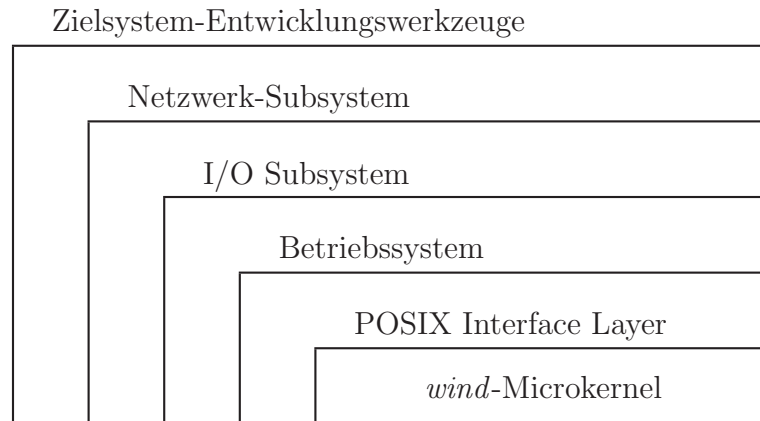 Zielsystem-Entwicklungswerkzeuge
Netzwerk-Subsystem
I/O Subsystem
Betriebssystem
POSIX Interface Layer
wind-Microkernel